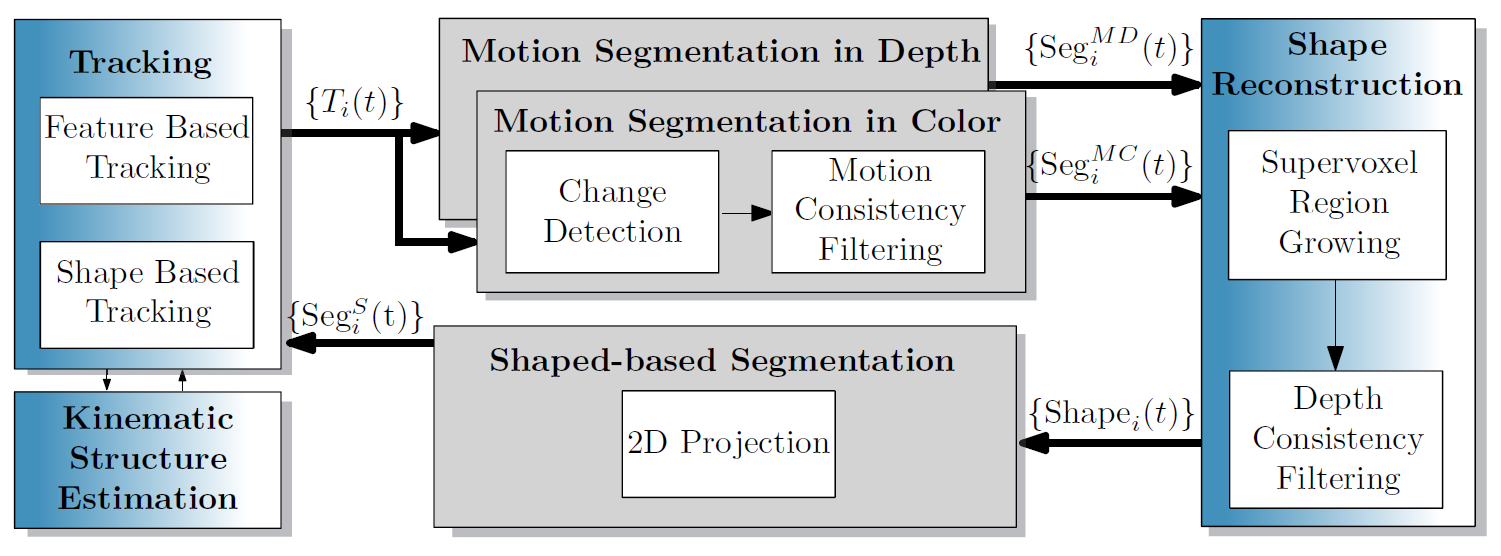 Tracking
Feature Based
Tracking
Shape Based
Tracking
Kinematic
Structure
Estimation
{T_i(t)}
Motion Segmentation in Depth
Motion Segmentation in Color
Change
Detection
Motion
Consistency
Filtering
{Seg_i^{MD}(t)}
{Seg_i^{MC}(t)}
Shape
Reconstruction
Supervoxel
Region
Growing
Depth
Consistency
Filtering
{Shape_i(t)}
Shaped-based Segmentation
2D Projection
{Seg_i^S(t)}